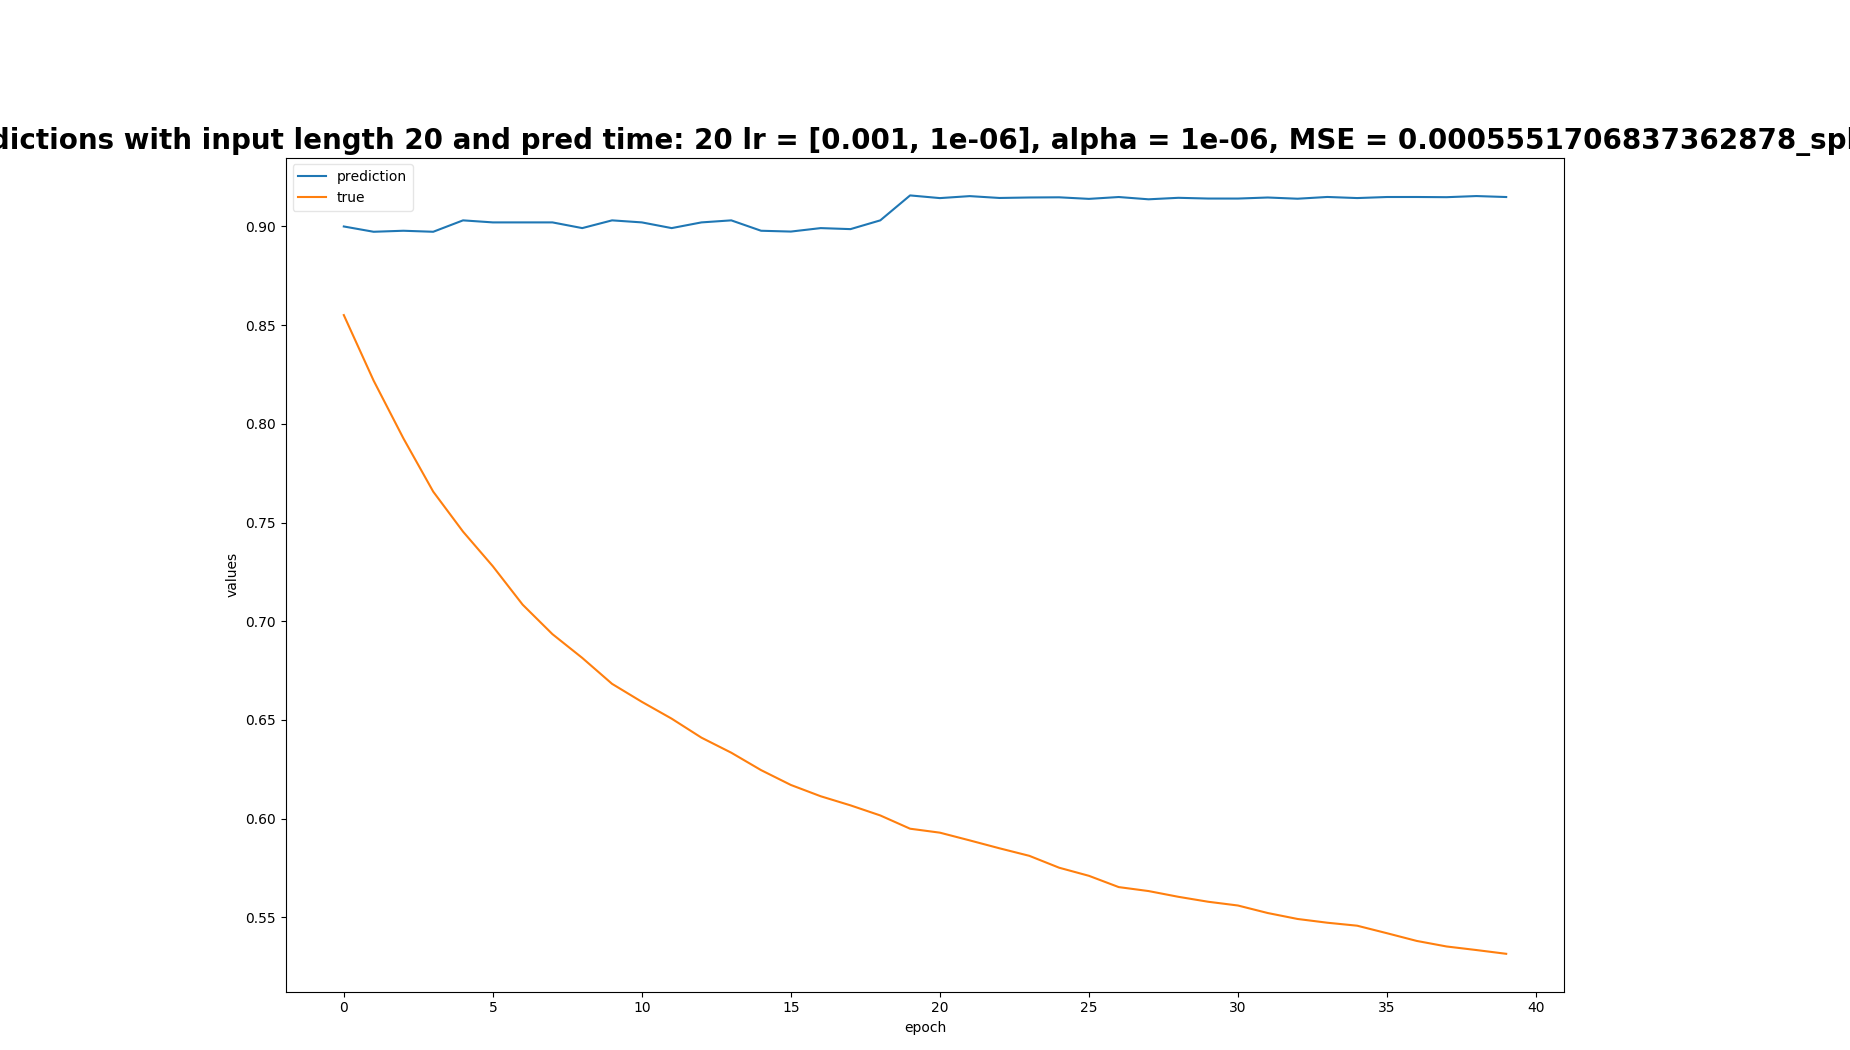 dictions with input length 20 and pred time: 20 lr = [0.001, 1e-06], alpha = 1e-06, MSE = 0.0005551706837362878_spl
prediction
true
0.90
0.85
0.80
0.75
0.70
0.65
0.60
0.55
values
0 5 10 15 20 25 30 35 40
epoch